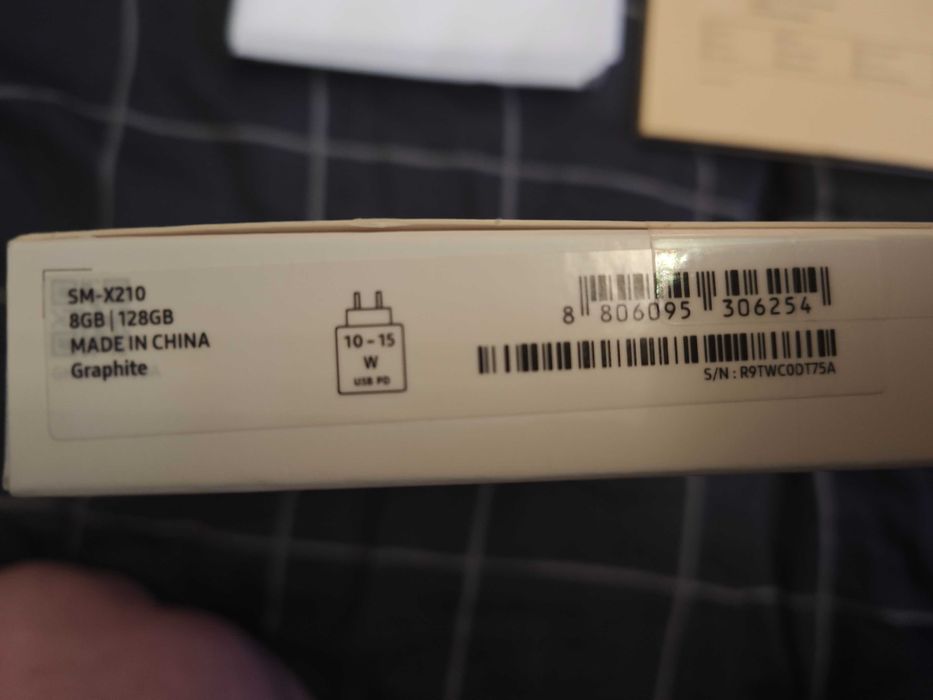 SM-X210
8GB | 128GB
MADE IN CHINA
Graphite
10 – 15
W
USB PD
8 806095 306254
S/N : R9TWC0DT75A